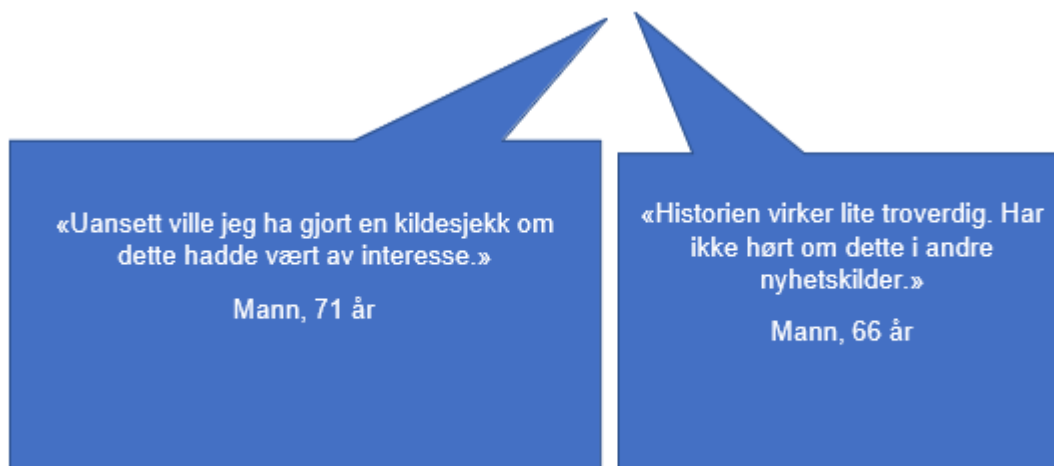 «Uansett ville jeg ha gjort en kildesjekk om
dette hadde vært av interesse.»
Mann, 71 år
«Historien virker lite troverdig. Har
ikke hørt om dette i andre
nyhetskilder.»
Mann, 66 år